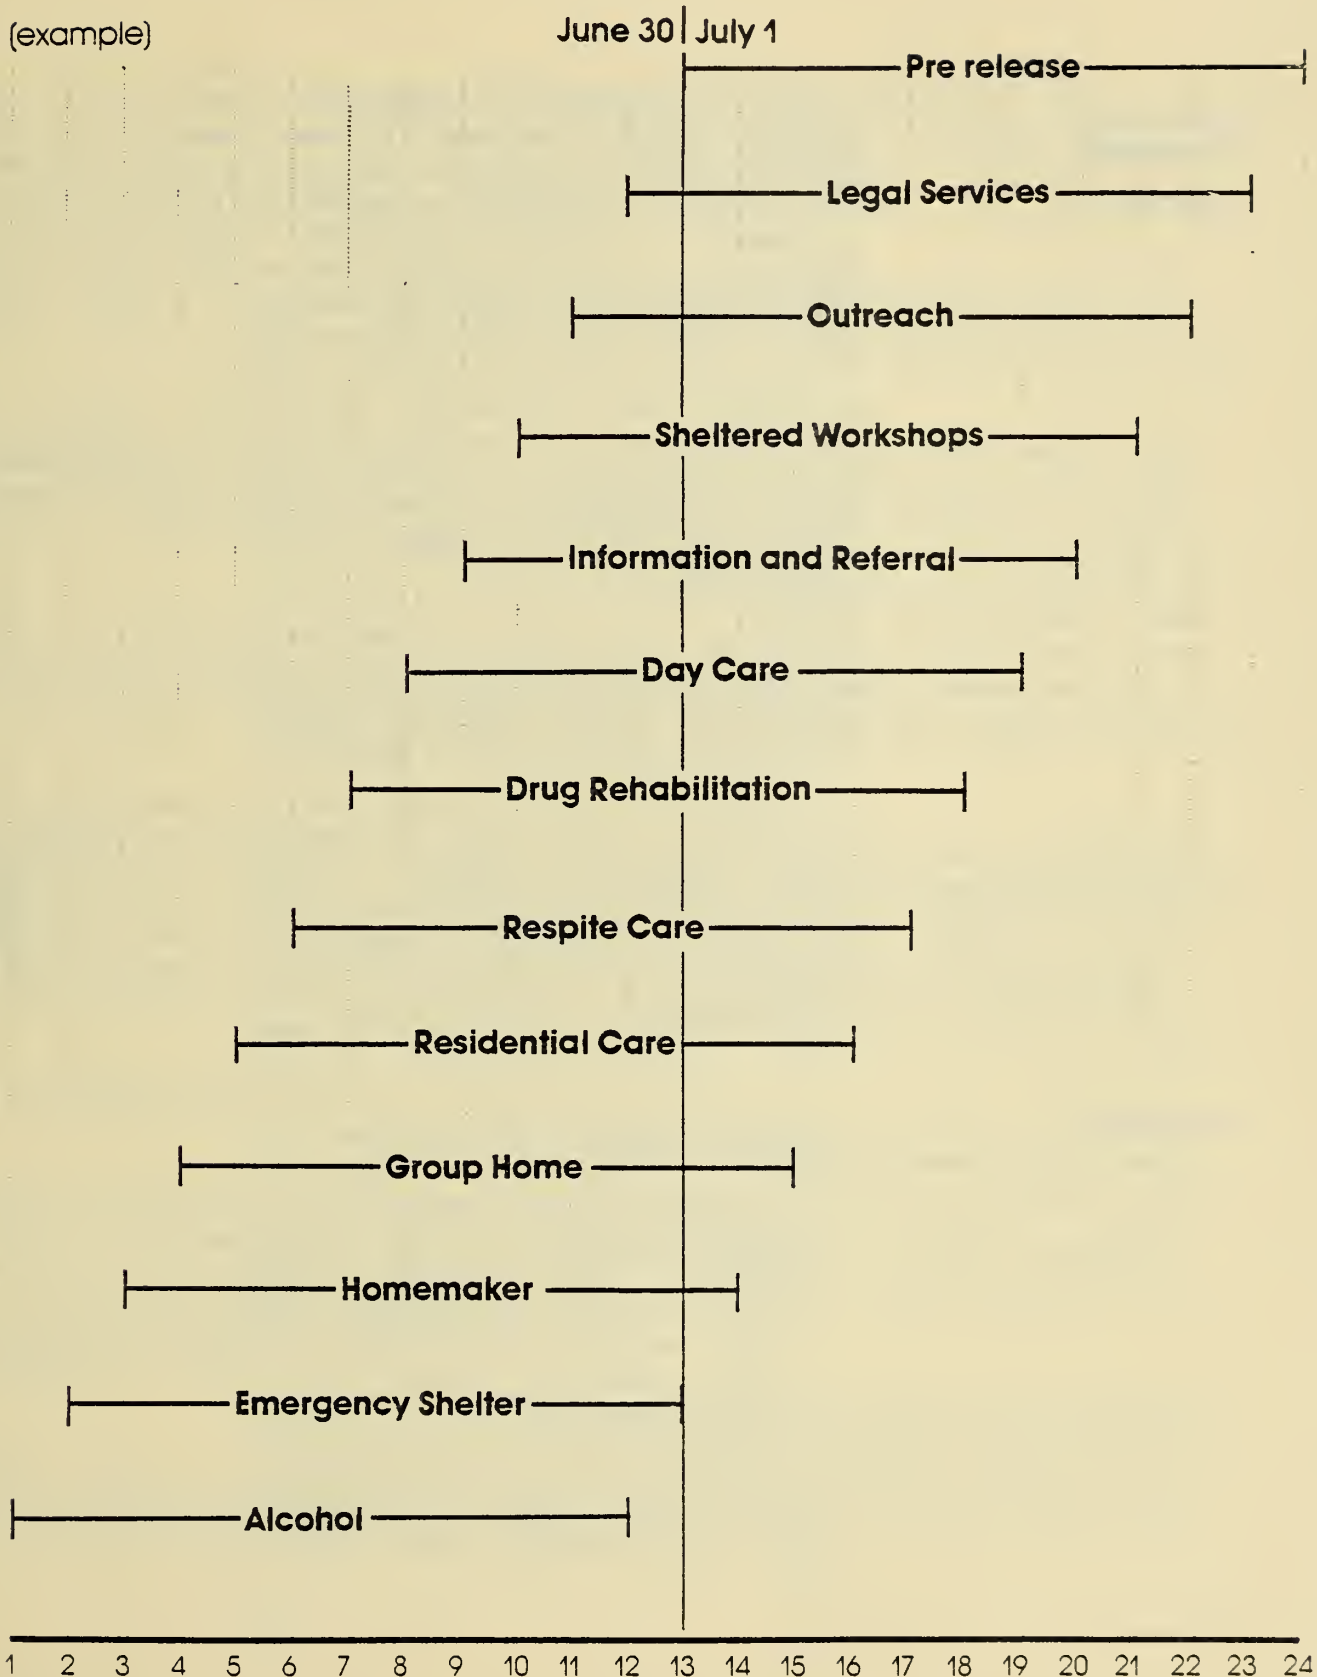 (example)
June 30 July 1
Pre release
Legal Services
Outreach
Sheltered Workshops
Information and Referral
Day Care
Drug Rehabilitation
Respite Care
Residential Care
Group Home
Homemaker
Emergency Shelter
Alcohol
1 2 3 4 5 6 7 8 9 10 11 12 13 14 15 16 17 18 19 20 21 22 23 24